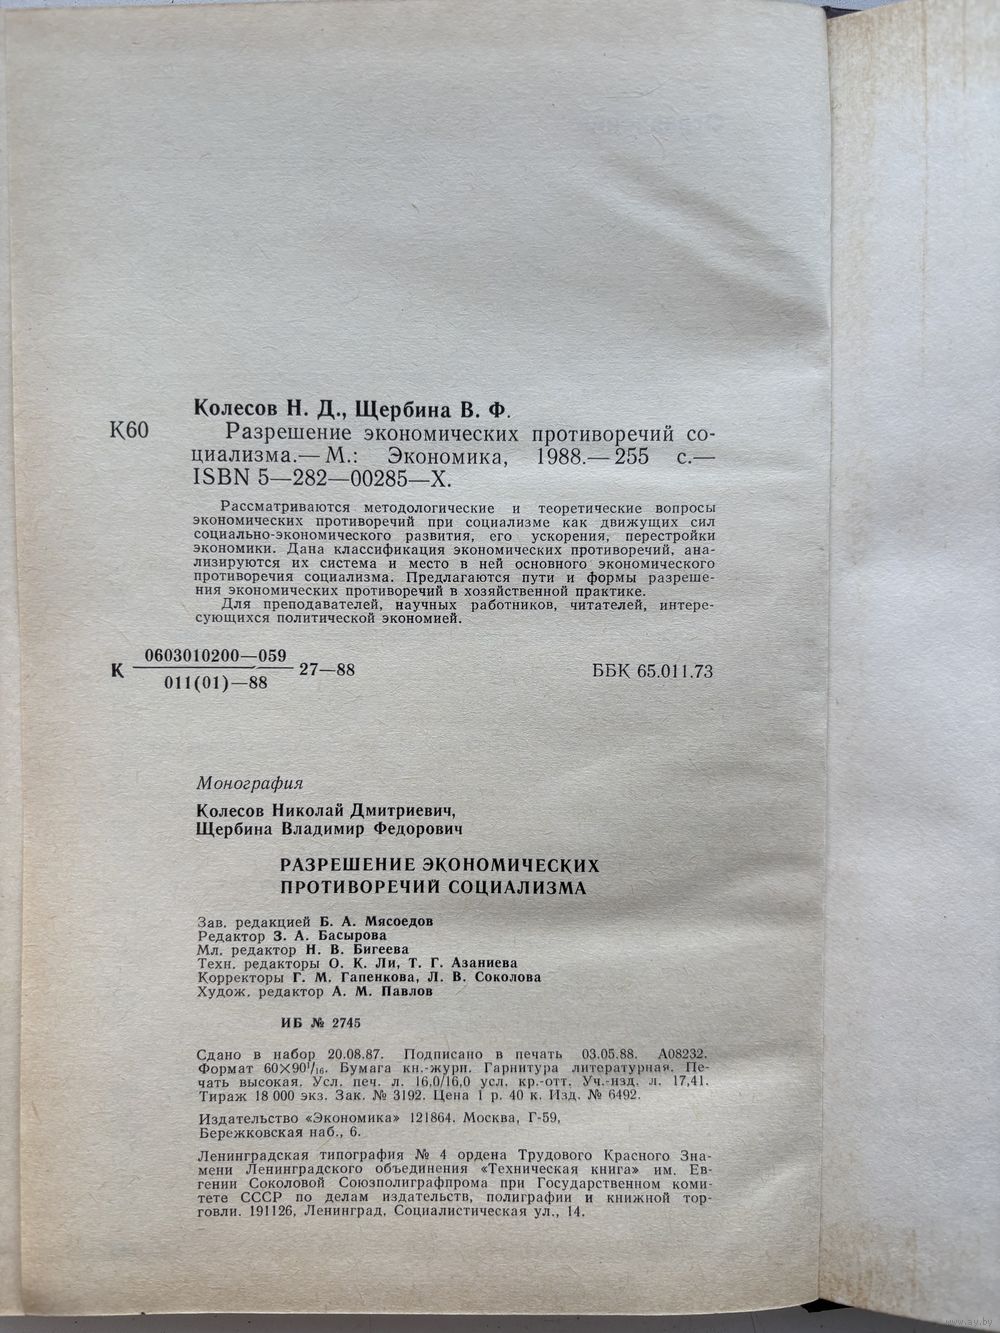 Колесов Н. Д., Щербина В. Ф.
К60
Разрешение экономических противоречий со-
циализма.— М.: Экономика, 1988.— 255 с.—
ISBN 5—282—00285—X.
Рассматриваются методологические и теоретические вопросы
экономических противоречий при социализме как движущих сил
социально-экономического развития, его ускорения, перестройки
экономики. Дана классификация экономических противоречий, ана-
лизируются их система и место в ней основного экономического
противоречия социализма. Предлагаются пути и формы разреше-
ния экономических противоречий в хозяйственной практике.
Для преподавателей, научных работников, читателей, интере-
сующихся политической экономией.
0603010200—059
К 27—88 ББК 65.011.73
011(01)—88
Монография
Колесов Николай Дмитриевич,
Щербина Владимир Федорович
РАЗРЕШЕНИЕ ЭКОНОМИЧЕСКИХ
ПРОТИВОРЕЧИЙ СОЦИАЛИЗМА
Зав. редакцией Б. А. Мясоедов
Редактор З. А. Басырова
Мл. редактор Н. В. Бигеева
Техн. редакторы О. К. Ли, Т. Г. Азаниева
Корректоры Г. М. Гапенкова, Л. В. Соколова
Худож. редактор А. М. Павлов
ИБ № 2745
Сдано в набор 20.08.87. Подписано в печать 03.05.88. А08232.
Формат 60×90¹/₁₆. Бумага кн.-журн. Гарнитура литературная. Пе-
чать высокая. Усл. печ. л. 16,0/16,0 усл. кр.-отт. Уч.-изд. л. 17,41.
Тираж 18 000 экз. Зак. № 3192. Цена 1 р. 40 к. Изд. № 6492.
Издательство «Экономика» 121864. Москва, Г-59,
Бережковская наб., 6.
Ленинградская типография № 4 ордена Трудового Красного Зна-
мени Ленинградского объединения «Техническая книга» им. Ев-
гении Соколовой Союзполиграфпрома при Государственном коми-
тете СССР по делам издательств, полиграфии и книжной тор-
говли. 191126, Ленинград, Социалистическая ул., 14.
www.ay.by